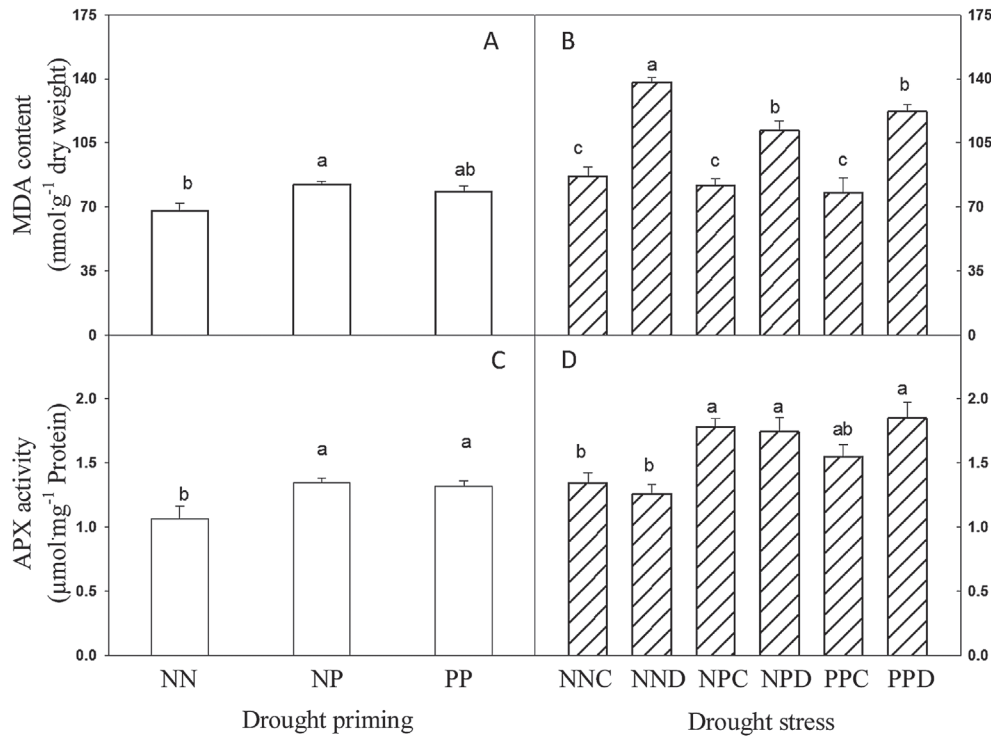 175 A B 175
a
140 140
b b
105 105
a ab c c c
b
70 70
35 35
0 0
MDA content
(nmol·g⁻¹ dry weight)
C D
2.0 a a a 2.0
ab
a a b b
1.5 1.5
b
1.0 1.0
0.5 0.5
0.0 0.0
APX activity
(μmol·mg⁻¹ Protein)
NN NP PP NNC NND NPC NPD PPC PPD
Drought priming Drought stress